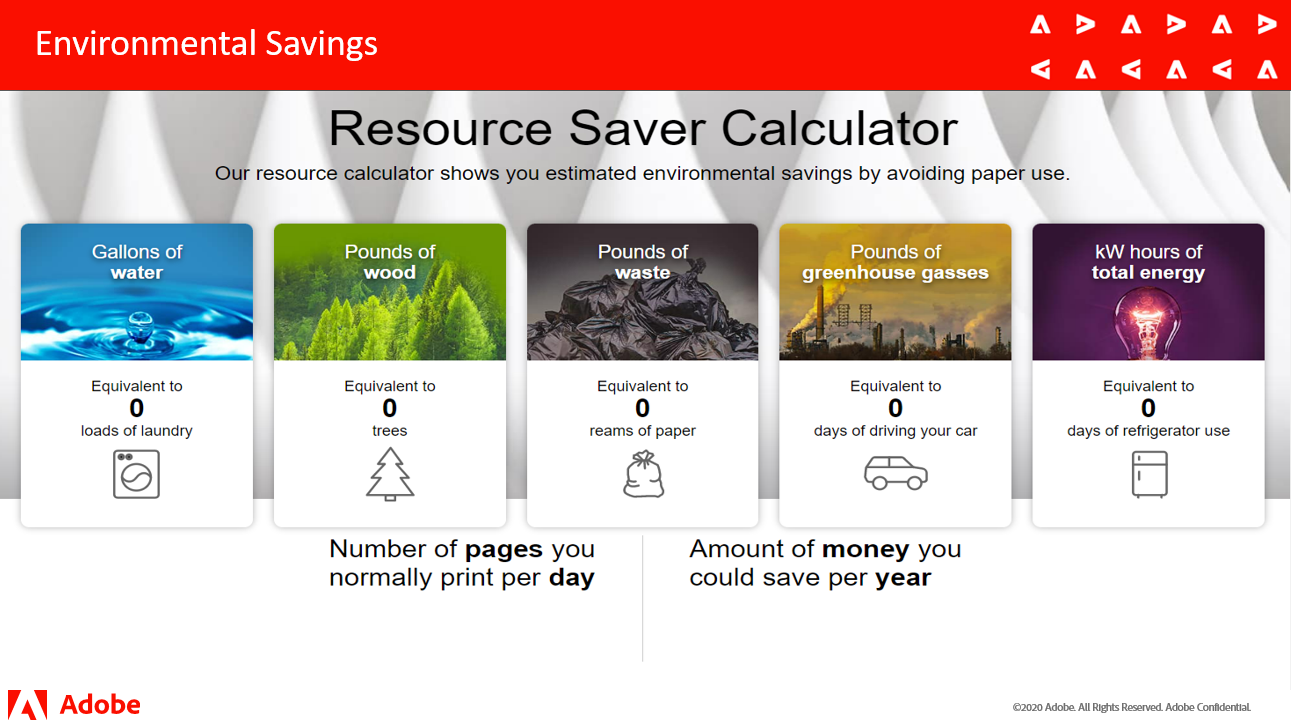 Environmental Savings
Resource Saver Calculator
Our resource calculator shows you estimated environmental savings by avoiding paper use.
Gallons of
water
Equivalent to
0
loads of laundry
Pounds of
wood
Equivalent to
0
trees
Pounds of
waste
Equivalent to
0
reams of paper
Pounds of
greenhouse gasses
Equivalent to
0
days of driving your car
kW hours of
total energy
Equivalent to
0
days of refrigerator use
Number of pages you
normally print per day
Amount of money you
could save per year
Adobe
©2020 Adobe. All Rights Reserved. Adobe Confidential.